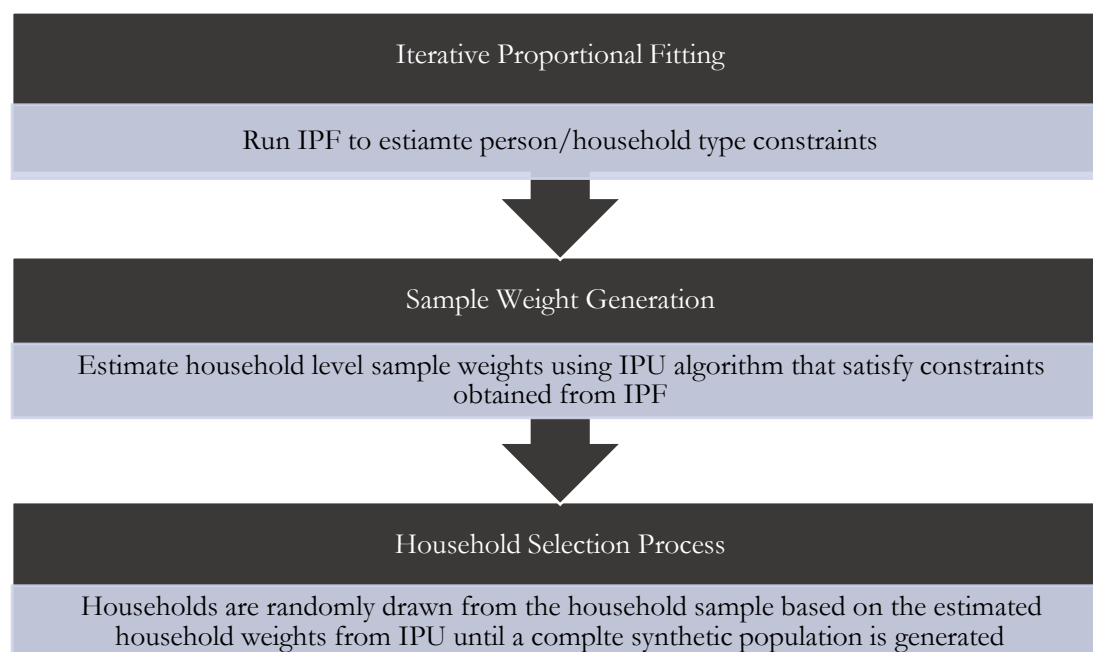 Iterative Proportional Fitting
Run IPF to estiamte person/household type constraints
Sample Weight Generation
Estimate household level sample weights using IPU algorithm that satisfy constraints
obtained from IPF
Household Selection Process
Households are randomly drawn from the household sample based on the estimated
household weights from IPU until a complte synthetic population is generated